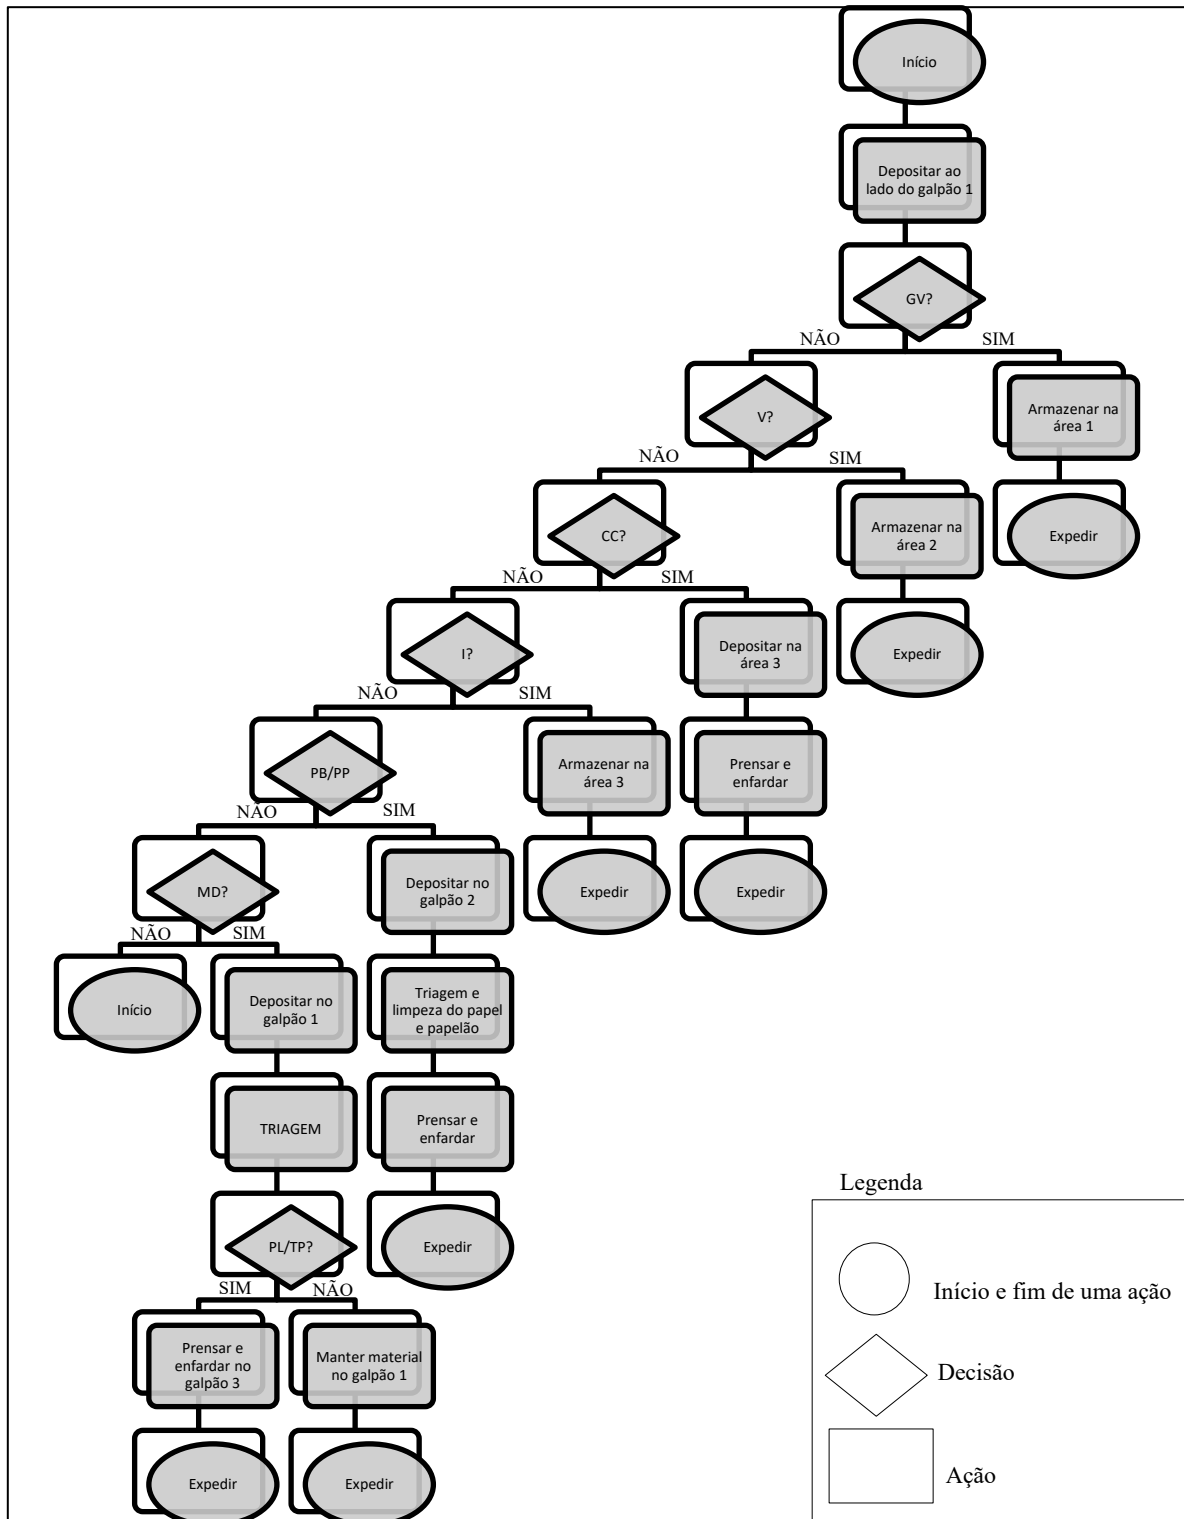 Início
Depositar ao
lado do galpão 1
GV?
NÃO
SIM
V?
Armazenar na
área 1
NÃO
SIM
CC?
Armazenar na
área 2
Expedir
NÃO
SIM
I?
Depositar na
área 3
Expedir
NÃO
SIM
PB/PP
Armazenar na
área 3
Prensar e
enfardar
NÃO
SIM
MD?
Depositar no
galpão 2
Expedir
Expedir
NÃO
SIM
Início
Depositar no
galpão 1
Triagem e
limpeza do papel
e papelão
TRIAGEM
Prensar e
enfardar
PL/TP?
Expedir
SIM
NÃO
Prensar e
enfardar no
galpão 3
Manter material
no galpão 1
Expedir
Expedir
Legenda
Início e fim de uma ação
Decisão
Ação